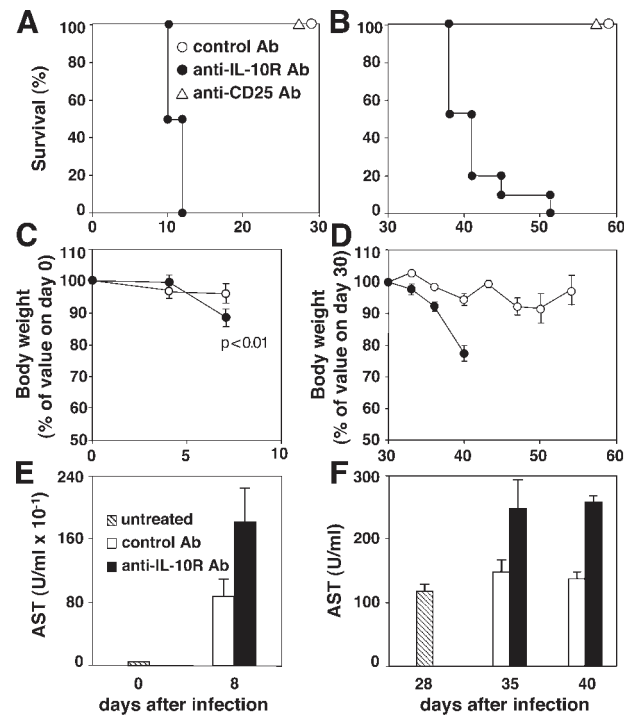 A
B
100
80
60
40
20
0
Survival (%)
control Ab
anti-IL-10R Ab
anti-CD25 Ab
0
10
20
30
100
80
60
40
20
0
30
40
50
60
C
D
110
100
90
80
70
60
50
Body weight
(% of value on day 0)
p<0.01
0
5
10
110
100
90
80
70
60
50
Body weight
(% of value on day 30)
30
40
50
60
E
F
240
160
80
0
AST (U/ml x 10-1)
untreated
control Ab
anti-IL-10R Ab
0
8
days after infection
300
200
100
0
AST (U/ml)
28
35
40
days after infection